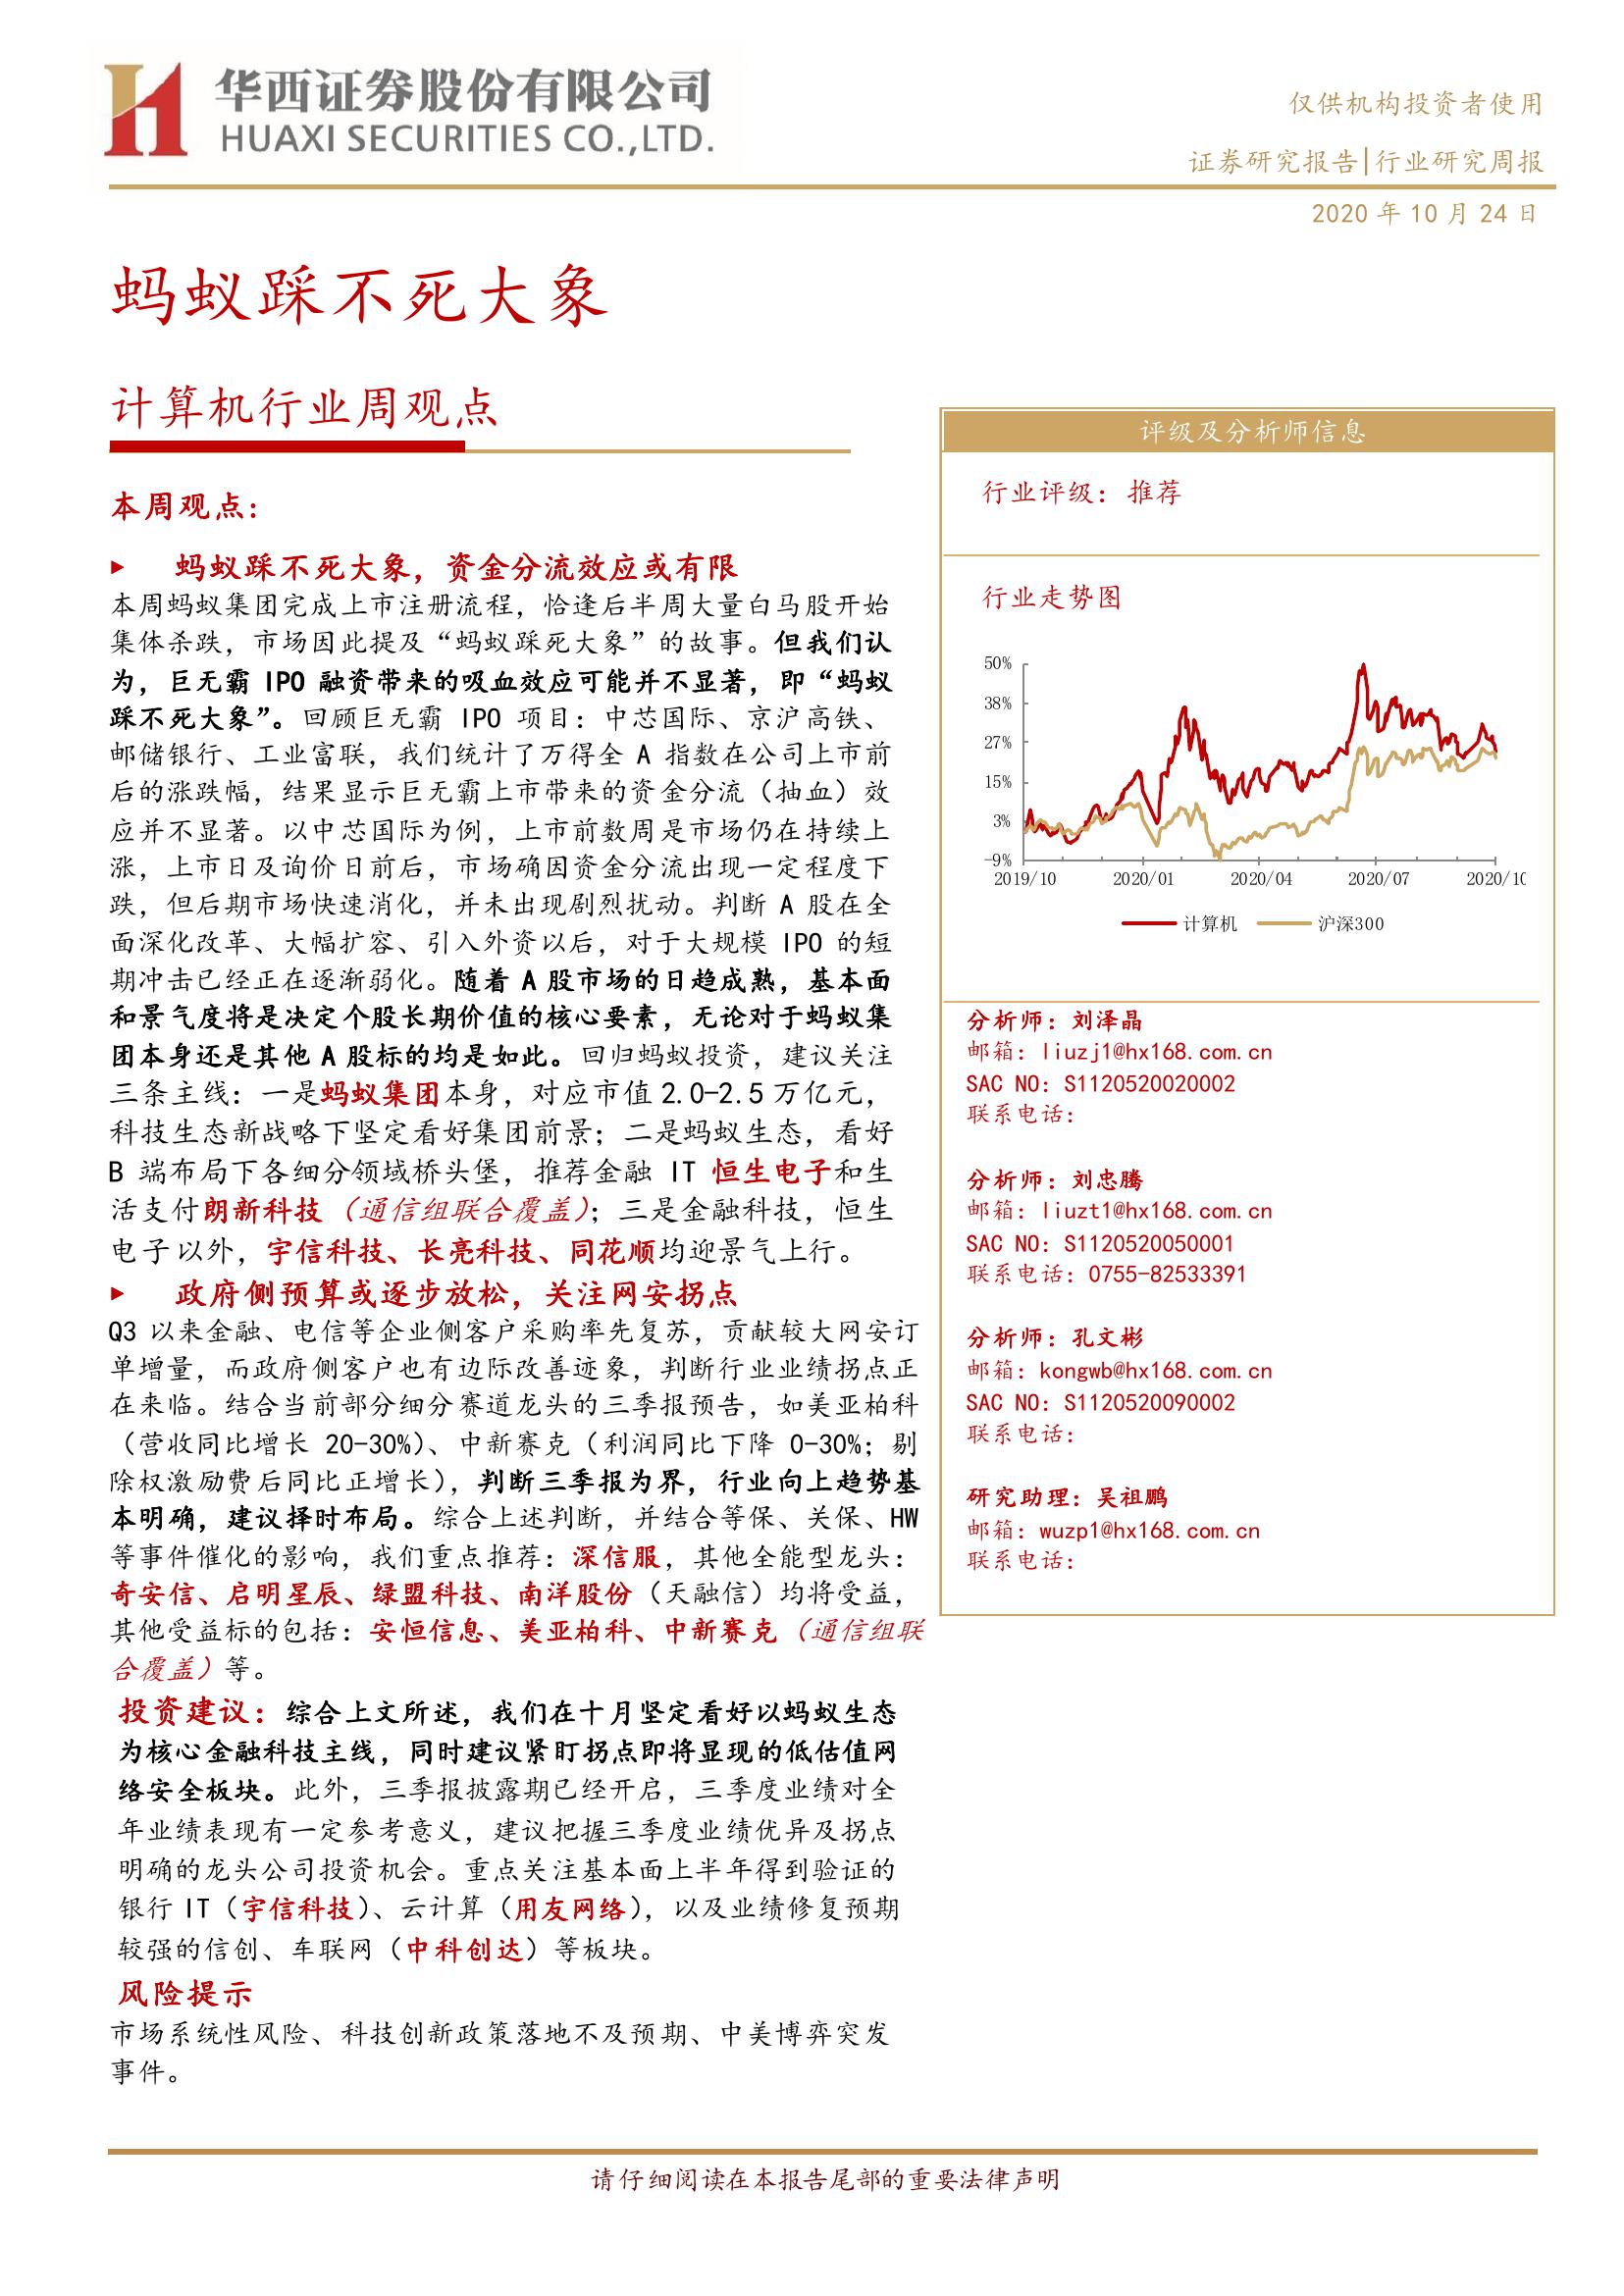 华西证券股份有限公司
HUAXI SECURITIES CO.,LTD.
仅供机构投资者使用
证券研究报告|行业研究周报
2020 年 10 月 24 日
蚂蚁踩不死大象
计算机行业周观点
本周观点：
► 蚂蚁踩不死大象，资金分流效应或有限
本周蚂蚁集团完成上市注册流程，恰逢后半周大量白马股开始
集体杀跌，市场因此提及“蚂蚁踩死大象”的故事。但我们认
为，巨无霸 IPO 融资带来的吸血效应可能并不显著，即“蚂蚁
踩不死大象”。回顾巨无霸 IPO 项目：中芯国际、京沪高铁、
邮储银行、工业富联，我们统计了万得全 A 指数在公司上市前
后的涨跌幅，结果显示巨无霸上市带来的资金分流（抽血）效
应并不显著。以中芯国际为例，上市前数周是市场仍在持续上
涨，上市日及询价日前后，市场确因资金分流出现一定程度下
跌，但后期市场快速消化，并未出现剧烈扰动。判断 A 股在全
面深化改革、大幅扩容、引入外资以后，对于大规模 IPO 的短
期冲击已经正在逐渐弱化。随着 A 股市场的日趋成熟，基本面
和景气度将是决定个股长期价值的核心要素，无论对于蚂蚁集
团本身还是其他 A 股标的均是如此。回归蚂蚁投资，建议关注
三条主线：一是蚂蚁集团本身，对应市值 2.0-2.5 万亿元，
科技生态新战略下坚定看好集团前景；二是蚂蚁生态，看好
B 端布局下各细分领域桥头堡，推荐金融 IT 恒生电子和生
活支付朗新科技（通信组联合覆盖）；三是金融科技，恒生
电子以外，宇信科技、长亮科技、同花顺均迎景气上行。
► 政府侧预算或逐步放松，关注网安拐点
Q3 以来金融、电信等企业侧客户采购率先复苏，贡献较大网安订
单增量，而政府侧客户也有边际改善迹象，判断行业业绩拐点正
在来临。结合当前部分细分赛道龙头的三季报预告，如美亚柏科
（营收同比增长 20-30%）、中新赛克（利润同比下降 0-30%；剔
除权激励费后同比正增长），判断三季报为界，行业向上趋势基
本明确，建议择时布局。综合上述判断，并结合等保、关保、HW
等事件催化的影响，我们重点推荐：深信服，其他全能型龙头：
奇安信、启明星辰、绿盟科技、南洋股份（天融信）均将受益，
其他受益标的包括：安恒信息、美亚柏科、中新赛克（通信组联
合覆盖）等。
投资建议：综合上文所述，我们在十月坚定看好以蚂蚁生态
为核心金融科技主线，同时建议紧盯拐点即将显现的低估值网
络安全板块。此外，三季报披露期已经开启，三季度业绩对全
年业绩表现有一定参考意义，建议把握三季度业绩优异及拐点
明确的龙头公司投资机会。重点关注基本面上半年得到验证的
银行 IT（宇信科技）、云计算（用友网络），以及业绩修复预期
较强的信创、车联网（中科创达）等板块。
风险提示
市场系统性风险、科技创新政策落地不及预期、中美博弈突发
事件。
评级及分析师信息
行业评级： 推荐
行业走势图
50%
38%
27%
15%
3%
-9%
2019/10 2020/01 2020/04 2020/07 2020/10
计算机 沪深300
分析师：刘泽晶
邮箱：liuzj1@hx168.com.cn
SAC NO：S1120520020002
联系电话：
分析师：刘忠腾
邮箱：liuzt1@hx168.com.cn
SAC NO：S1120520050001
联系电话：0755-82533391
分析师：孔文彬
邮箱：kongwb@hx168.com.cn
SAC NO：S1120520090002
联系电话：
研究助理：吴祖鹏
邮箱：wuzp1@hx168.com.cn
联系电话：
请仔细阅读在本报告尾部的重要法律声明